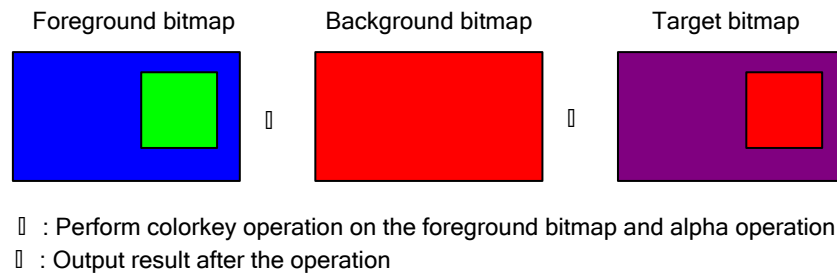 Foreground bitmap Background bitmap Target bitmap
▯ ▯
▯ : Perform colorkey operation on the foreground bitmap and alpha operation
▯ : Output result after the operation